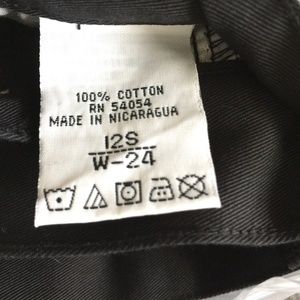 100% COTTON
RN 54054
MADE IN NICARAGUA
12S
W-24